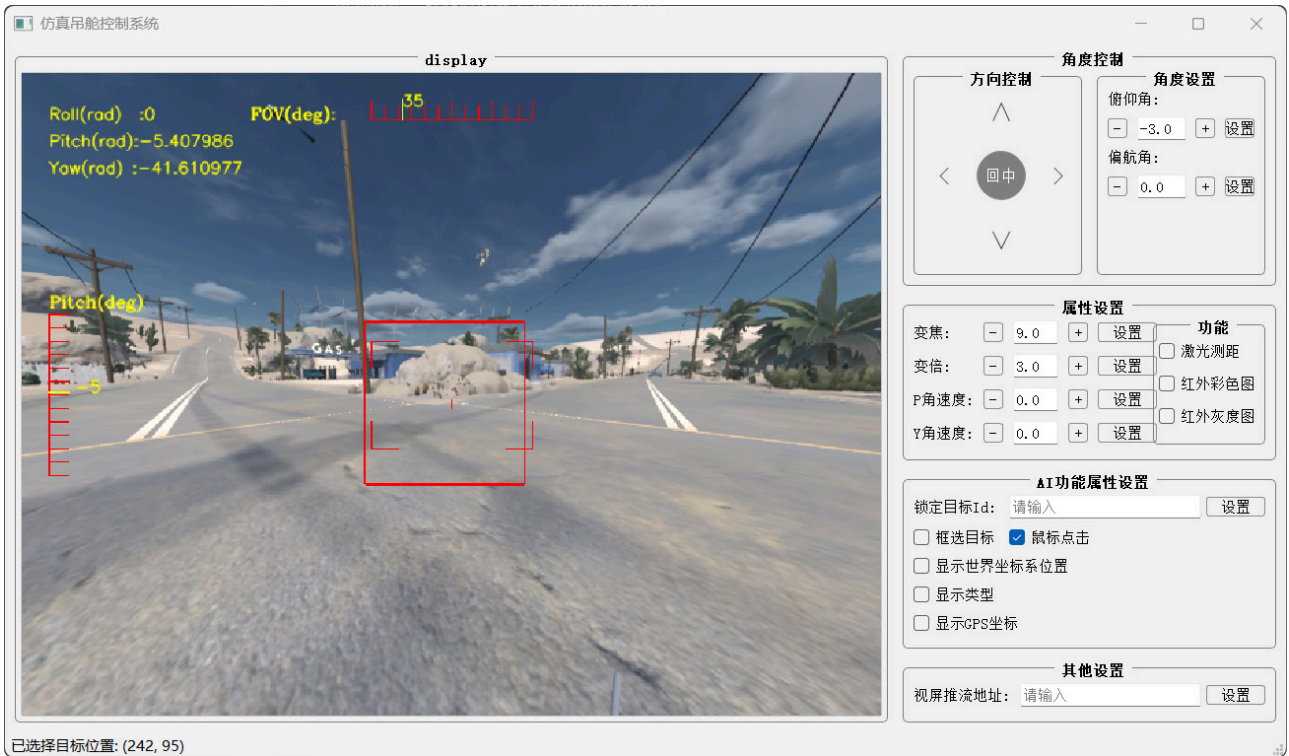 仿真吊舱控制系统
display
Roll(rad) :0
Pitch(rad):-5.407986
Yaw(rad) :-41.610977
FOV(deg):
35
Pitch(deg)
-5
GAS
角度控制
方向控制
回中
角度设置
俯仰角:
- -3.0 + 设置
偏航角:
- 0.0 + 设置
属性设置
变焦: - 9.0 + 设置
变倍: - 3.0 + 设置
P角速度: - 0.0 + 设置
Y角速度: - 0.0 + 设置
功能
激光测距
红外彩色图
红外灰度图
AI功能属性设置
锁定目标Id: 请输入 设置
框选目标 鼠标点击
显示世界坐标系位置
显示类型
显示GPS坐标
其他设置
视屏推流地址: 请输入 设置
已选择目标位置: (242, 95)